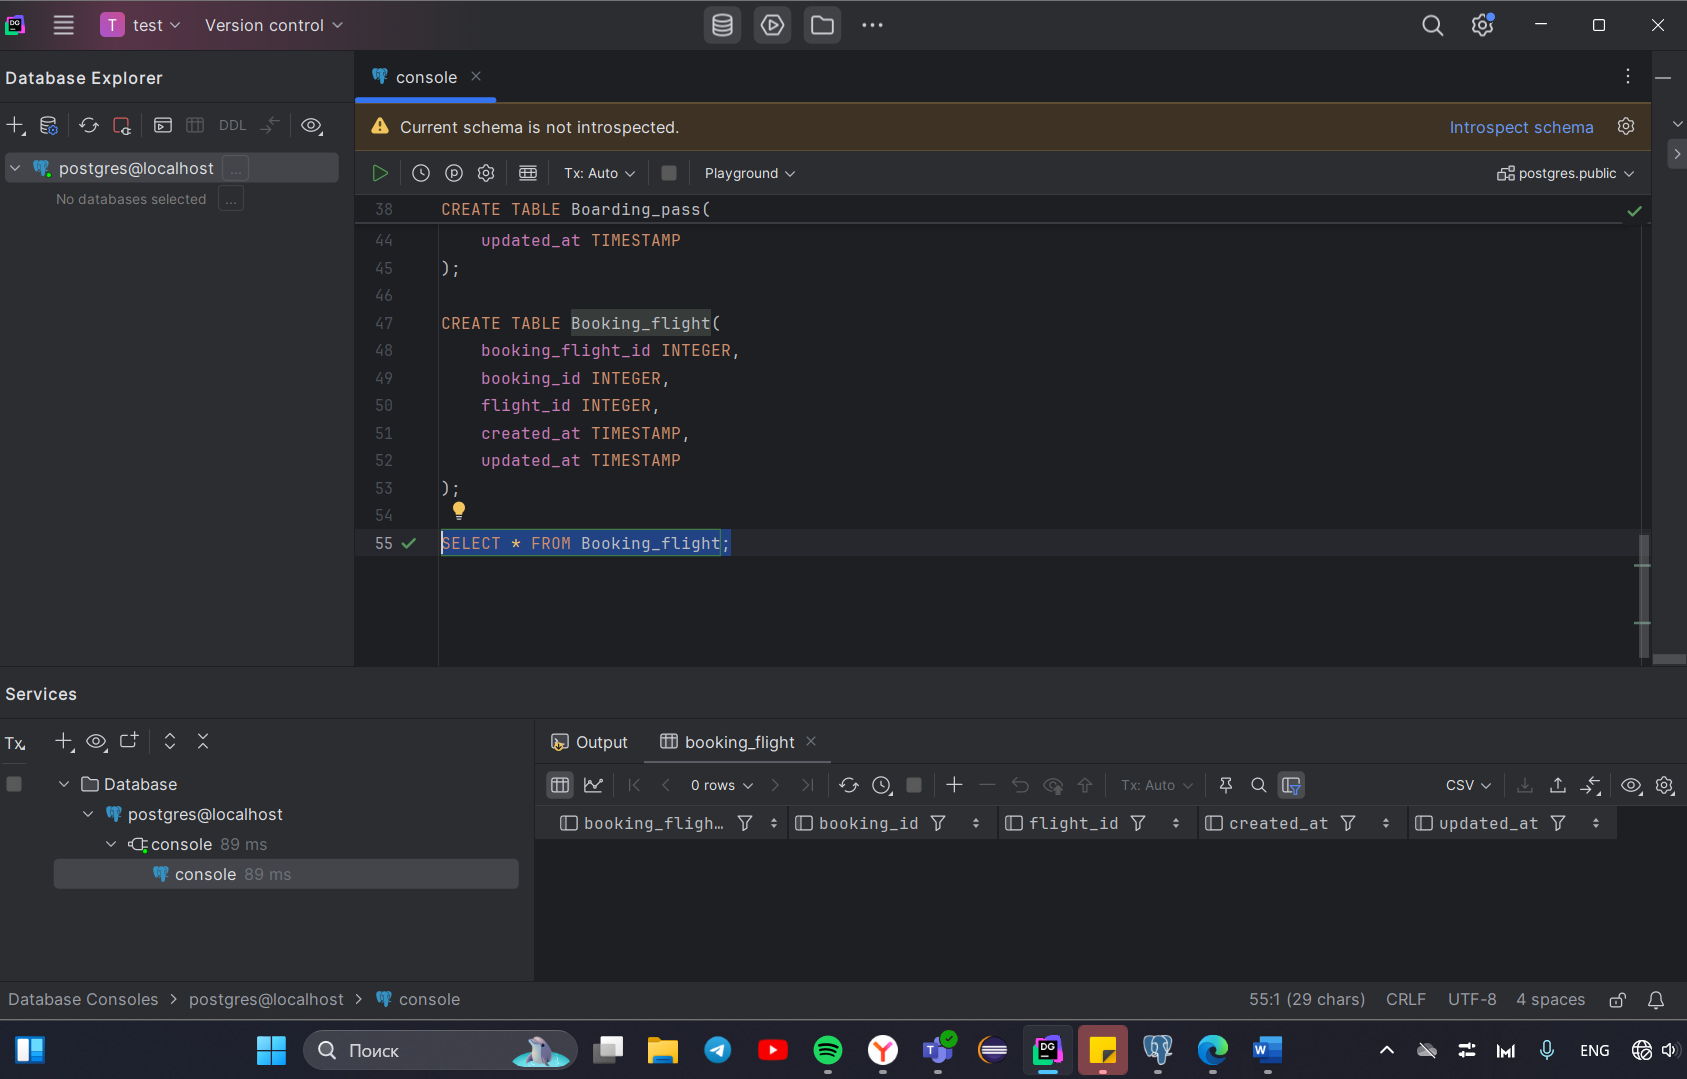 T test Version control
Database Explorer
console
Current schema is not introspected. Introspect schema
DDL
Tx: Auto Playground postgres.public
postgres@localhost ...
No databases selected ...
38 CREATE TABLE Boarding_pass(
44 updated_at TIMESTAMP
45 );
46
47 CREATE TABLE Booking_flight(
48 booking_flight_id INTEGER,
49 booking_id INTEGER,
50 flight_id INTEGER,
51 created_at TIMESTAMP,
52 updated_at TIMESTAMP
53 );
54
55 SELECT * FROM Booking_flight;
Services
Tx
Output booking_flight
Database
postgres@localhost
console 89 ms
console 89 ms
0 rows Tx: Auto CSV
booking_fligh... booking_id flight_id created_at updated_at
Database Consoles > postgres@localhost > console 55:1 (29 chars) CRLF UTF-8 4 spaces
Поиск ENG